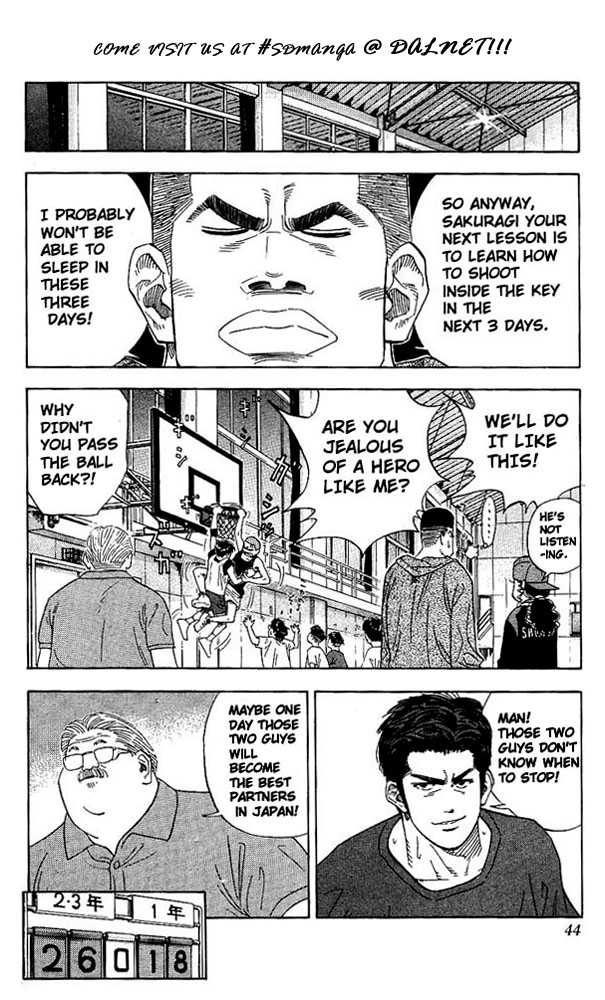 COME VISIT US AT #SDMANGA @ DALNET!!!
SO ANYWAY,
SAKURAGI YOUR
NEXT LESSON IS
TO LEARN HOW
TO SHOOT
INSIDE THE KEY
IN THE
NEXT 3 DAYS.
I PROBABLY
WON'T BE
ABLE TO
SLEEP IN
THESE
THREE
DAYS!
WE'LL DO
IT LIKE
THIS!
ARE YOU
JEALOUS
OF A HERO
LIKE ME?
WHY
DIDN'T
YOU PASS
THE BALL
BACK?!
HE'S
NOT
LISTEN
-ING.
MAN!
THOSE TWO
GUYS DON'T
KNOW WHEN
TO STOP!
MAYBE ONE
DAY THOSE
TWO GUYS
WILL
BECOME
THE BEST
PARTNERS
IN JAPAN!
2・3年 1年
26 0 18
44